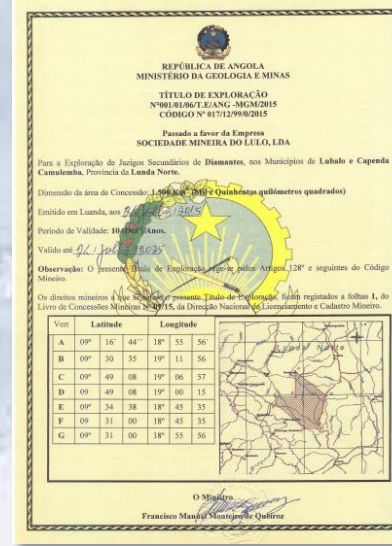 REPÚBLICA DE ANGOLA
MINISTÉRIO DA GEOLOGIA E MINAS
TÍTULO DE EXPLORAÇÃO
Nº001/01/06/T.E/ANG -MGM/2015
CÓDIGO Nº 017/12/99/0/2015
Passado a favor da Empresa
SOCIEDADE MINEIRA DO LULO, LDA
Para a Exploração de Jazigos Secundários de Diamantes, nos Municípios de Lubalo e Capenda
Camulemba, Província da Lunda Norte.
Dimensão da área de Concessão: 1.500 Km² (Mil e Quinhentos quilómetros quadrados)
Emitido em Luanda, aos 2015
Período de Validade: 10 (Dez) Anos.
Valido até 2025
Observação: O presente Título de Exploração rege-se pelos Artigos 128º e seguintes do Código
Mineiro.
Os direitos mineiros a que se refere o presente Título de Exploração, ficam registados a folhas 1, do
Livro de Concessões Mineiras Nº 09/15, da Direcção Nacional de Licenciamento e Cadastro Mineiro.
Vert Latitude Longitude
A 09º 16' 44´´ 18º 55 56'
B 09º 30 35 19º 11 56
C 09º 49 08 19º 06 57
D 09º 49 08 19º 00 15
E 09º 34 38 18º 45 35
F 09º 31 00 18º 45 35
G 09º 31 00 18º 55 56
Lunda Norte
O Ministro
Francisco Manuel Monteiro de Queiroz